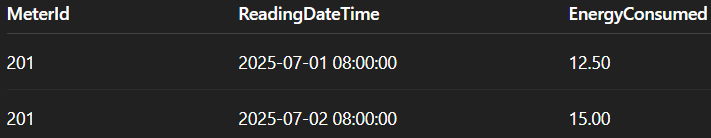 MeterId ReadingDateTime EnergyConsumed
201 2025-07-01 08:00:00 12.50
201 2025-07-02 08:00:00 15.00